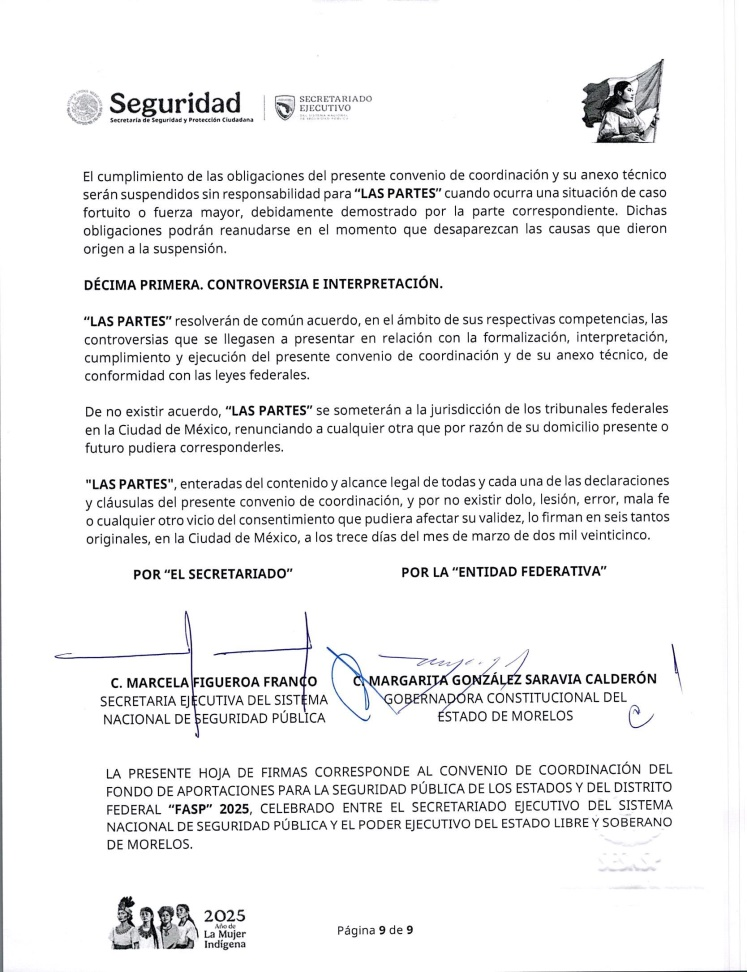 Seguridad
Secretaría de Seguridad y Protección Ciudadana
SECRETARIADO
EJECUTIVO
DEL SISTEMA NACIONAL
DE SEGURIDAD PÚBLICA
El cumplimiento de las obligaciones del presente convenio de coordinación y su anexo técnico
serán suspendidos sin responsabilidad para “LAS PARTES” cuando ocurra una situación de caso
fortuito o fuerza mayor, debidamente demostrado por la parte correspondiente. Dichas
obligaciones podrán reanudarse en el momento que desaparezcan las causas que dieron
origen a la suspensión.
DÉCIMA PRIMERA. CONTROVERSIA E INTERPRETACIÓN.
“LAS PARTES” resolverán de común acuerdo, en el ámbito de sus respectivas competencias, las
controversias que se llegasen a presentar en relación con la formalización, interpretación,
cumplimiento y ejecución del presente convenio de coordinación y de su anexo técnico, de
conformidad con las leyes federales.
De no existir acuerdo, “LAS PARTES” se someterán a la jurisdicción de los tribunales federales
en la Ciudad de México, renunciando a cualquier otra que por razón de su domicilio presente o
futuro pudiera corresponderles.
"LAS PARTES", enteradas del contenido y alcance legal de todas y cada una de las declaraciones
y cláusulas del presente convenio de coordinación, y por no existir dolo, lesión, error, mala fe
o cualquier otro vicio del consentimiento que pudiera afectar su validez, lo firman en seis tantos
originales, en la Ciudad de México, a los trece días del mes de marzo de dos mil veinticinco.
POR “EL SECRETARIADO”
POR LA “ENTIDAD FEDERATIVA”
C. MARCELA FIGUEROA FRANCO
SECRETARIA EJECUTIVA DEL SISTEMA
NACIONAL DE SEGURIDAD PÚBLICA
C. MARGARITA GONZÁLEZ SARAVIA CALDERÓN
GOBERNADORA CONSTITUCIONAL DEL
ESTADO DE MORELOS
LA PRESENTE HOJA DE FIRMAS CORRESPONDE AL CONVENIO DE COORDINACIÓN DEL
FONDO DE APORTACIONES PARA LA SEGURIDAD PÚBLICA DE LOS ESTADOS Y DEL DISTRITO
FEDERAL “FASP” 2025, CELEBRADO ENTRE EL SECRETARIADO EJECUTIVO DEL SISTEMA
NACIONAL DE SEGURIDAD PÚBLICA Y EL PODER EJECUTIVO DEL ESTADO LIBRE Y SOBERANO
DE MORELOS.
2025
Año de
La Mujer
Indígena
Página 9 de 9